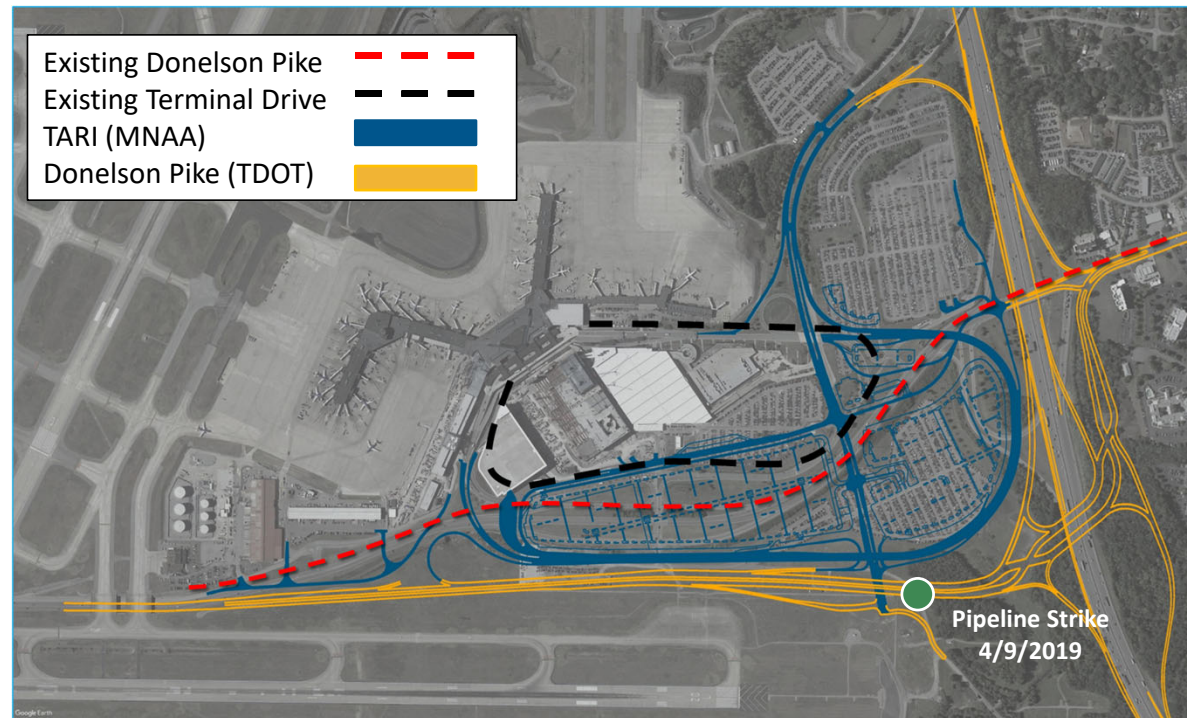 Existing Donelson Pike
Existing Terminal Drive
TARI (MNAA)
Donelson Pike (TDOT)
Pipeline Strike
4/9/2019
Google Earth